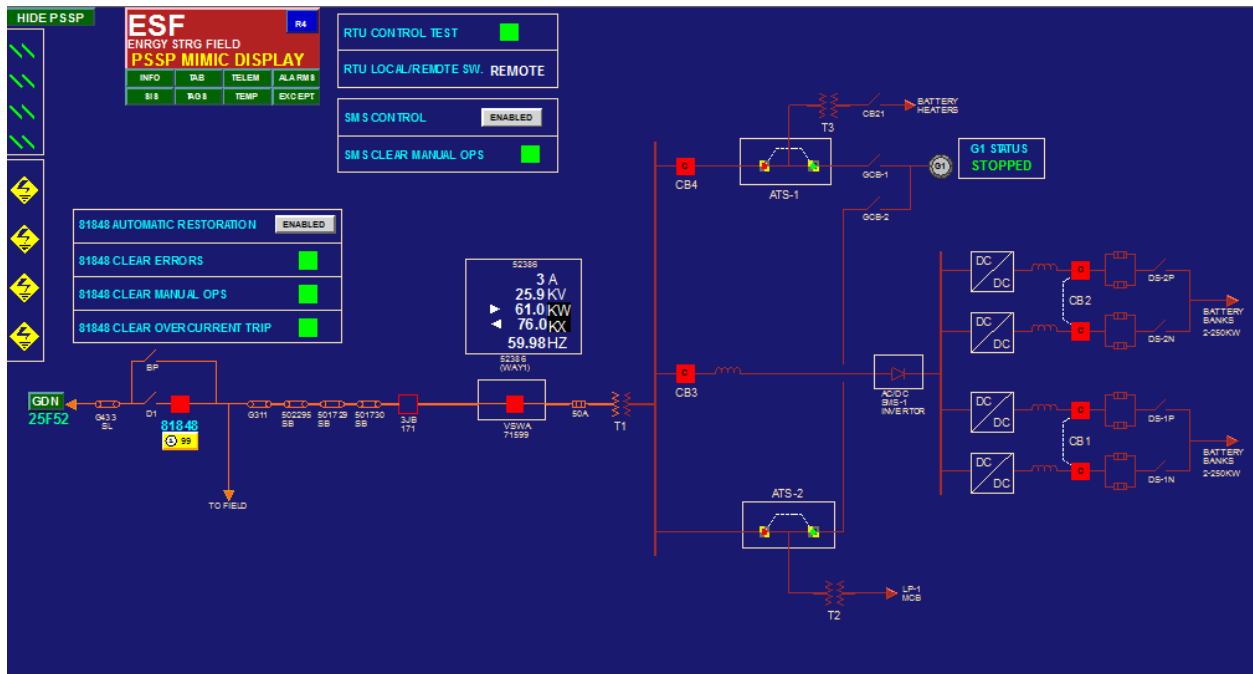 HIDE PSSP
ESF
R4
ENRGY STRG FIELD
PSSP MIMIC DISPLAY
INFO TAB TELEM ALARMS
SIS TAGS TEMP EXCEPT
RTU CONTROL TEST
RTU LOCAL/REMOTE SW. REMOTE
SMS CONTROL ENABLED
SMS CLEAR MANUAL OPS
81848 AUTOMATIC RESTORATION ENABLED
81848 CLEAR ERRORS
81848 CLEAR MANUAL OPS
81848 CLEAR OVERCURRENT TRIP
52386
3 A
25.9 KV
61.0 KW
76.0 KX
59.98 HZ
52386
(WAY1)
BP
GDN
25F52
G433
SL
D1
81848
1 99
TO FIELD
G311
502295
SB
501729
SB
501730
SB
3JB
171
VSWA
71599
50A
T1
CB4
CB3
T3
CB21
BATTERY
HEATERS
ATS-1
GCB-1
GCB-2
G1
G1 STATUS
STOPPED
AC/DC
SMS-1
INVERTOR
ATS-2
T2
LP-1
MCB
DC
DC
C
DS-2P
CB2
DC
DC
C
DS-2N
BATTERY
BANKS
2-250KW
DC
DC
C
DS-1P
CB1
DC
DC
C
DS-1N
BATTERY
BANKS
2-250KW
C
C